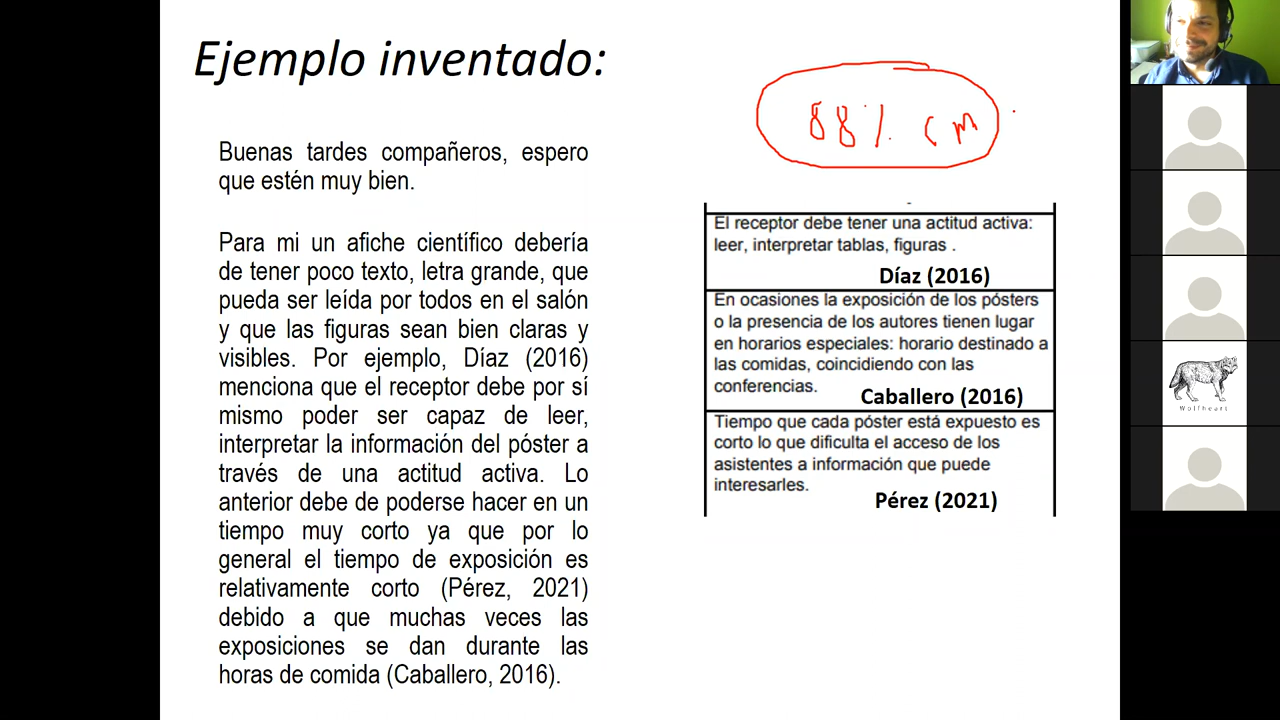 Ejemplo inventado:
Buenas tardes compañeros, espero
que estén muy bien.
Para mi un afiche científico debería
de tener poco texto, letra grande, que
pueda ser leída por todos en el salón
y que las figuras sean bien claras y
visibles. Por ejemplo, Díaz (2016)
menciona que el receptor debe por sí
mismo poder ser capaz de leer,
interpretar la información del póster a
través de una actitud activa. Lo
anterior debe de poderse hacer en un
tiempo muy corto ya que por lo
general el tiempo de exposición es
relativamente corto (Pérez, 2021)
debido a que muchas veces las
exposiciones se dan durante las
horas de comida (Caballero, 2016).
88% CM
El receptor debe tener una actitud activa:
leer, interpretar tablas, figuras .
Díaz (2016)
En ocasiones la exposición de los pósters
o la presencia de los autores tienen lugar
en horarios especiales: horario destinado a
las comidas, coincidiendo con las
conferencias.
Caballero (2016)
Tiempo que cada póster está expuesto es
corto lo que dificulta el acceso de los
asistentes a información que puede
interesarles.
Pérez (2021)
Wolfheart